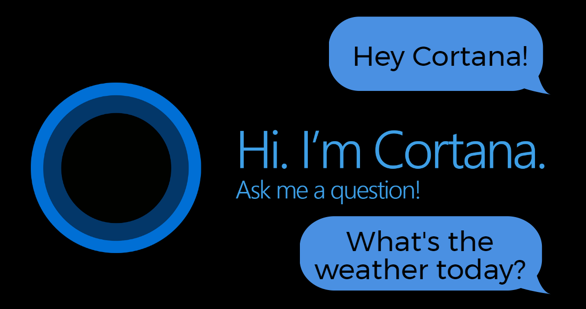 Hey Cortana!
Hi. I’m Cortana.
Ask me a question!
What's the
weather today?